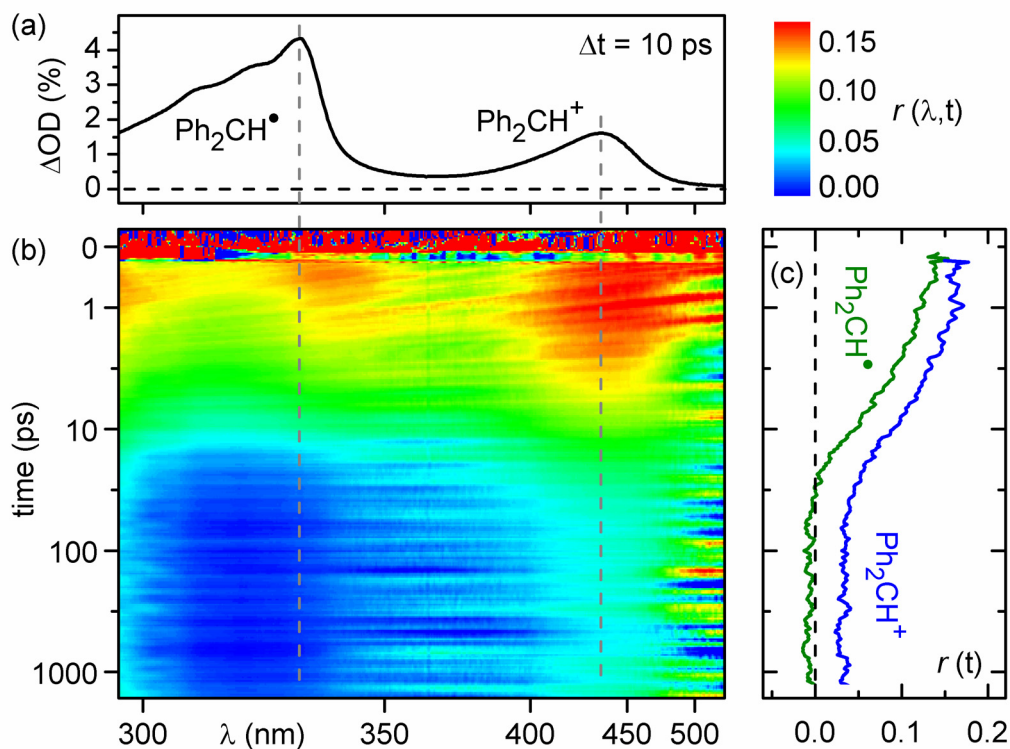 (a)
ΔOD (%)
4
3
2
1
0
Ph₂CH•
Ph₂CH⁺
Δt = 10 ps
0.15
0.10
0.05
0.00
r (λ,t)
(b)
time (ps)
0
1
10
100
1000
300
λ (nm)
350
400
450
500
(c)
Ph₂CH•
Ph₂CH⁺
r (t)
0.0
0.1
0.2